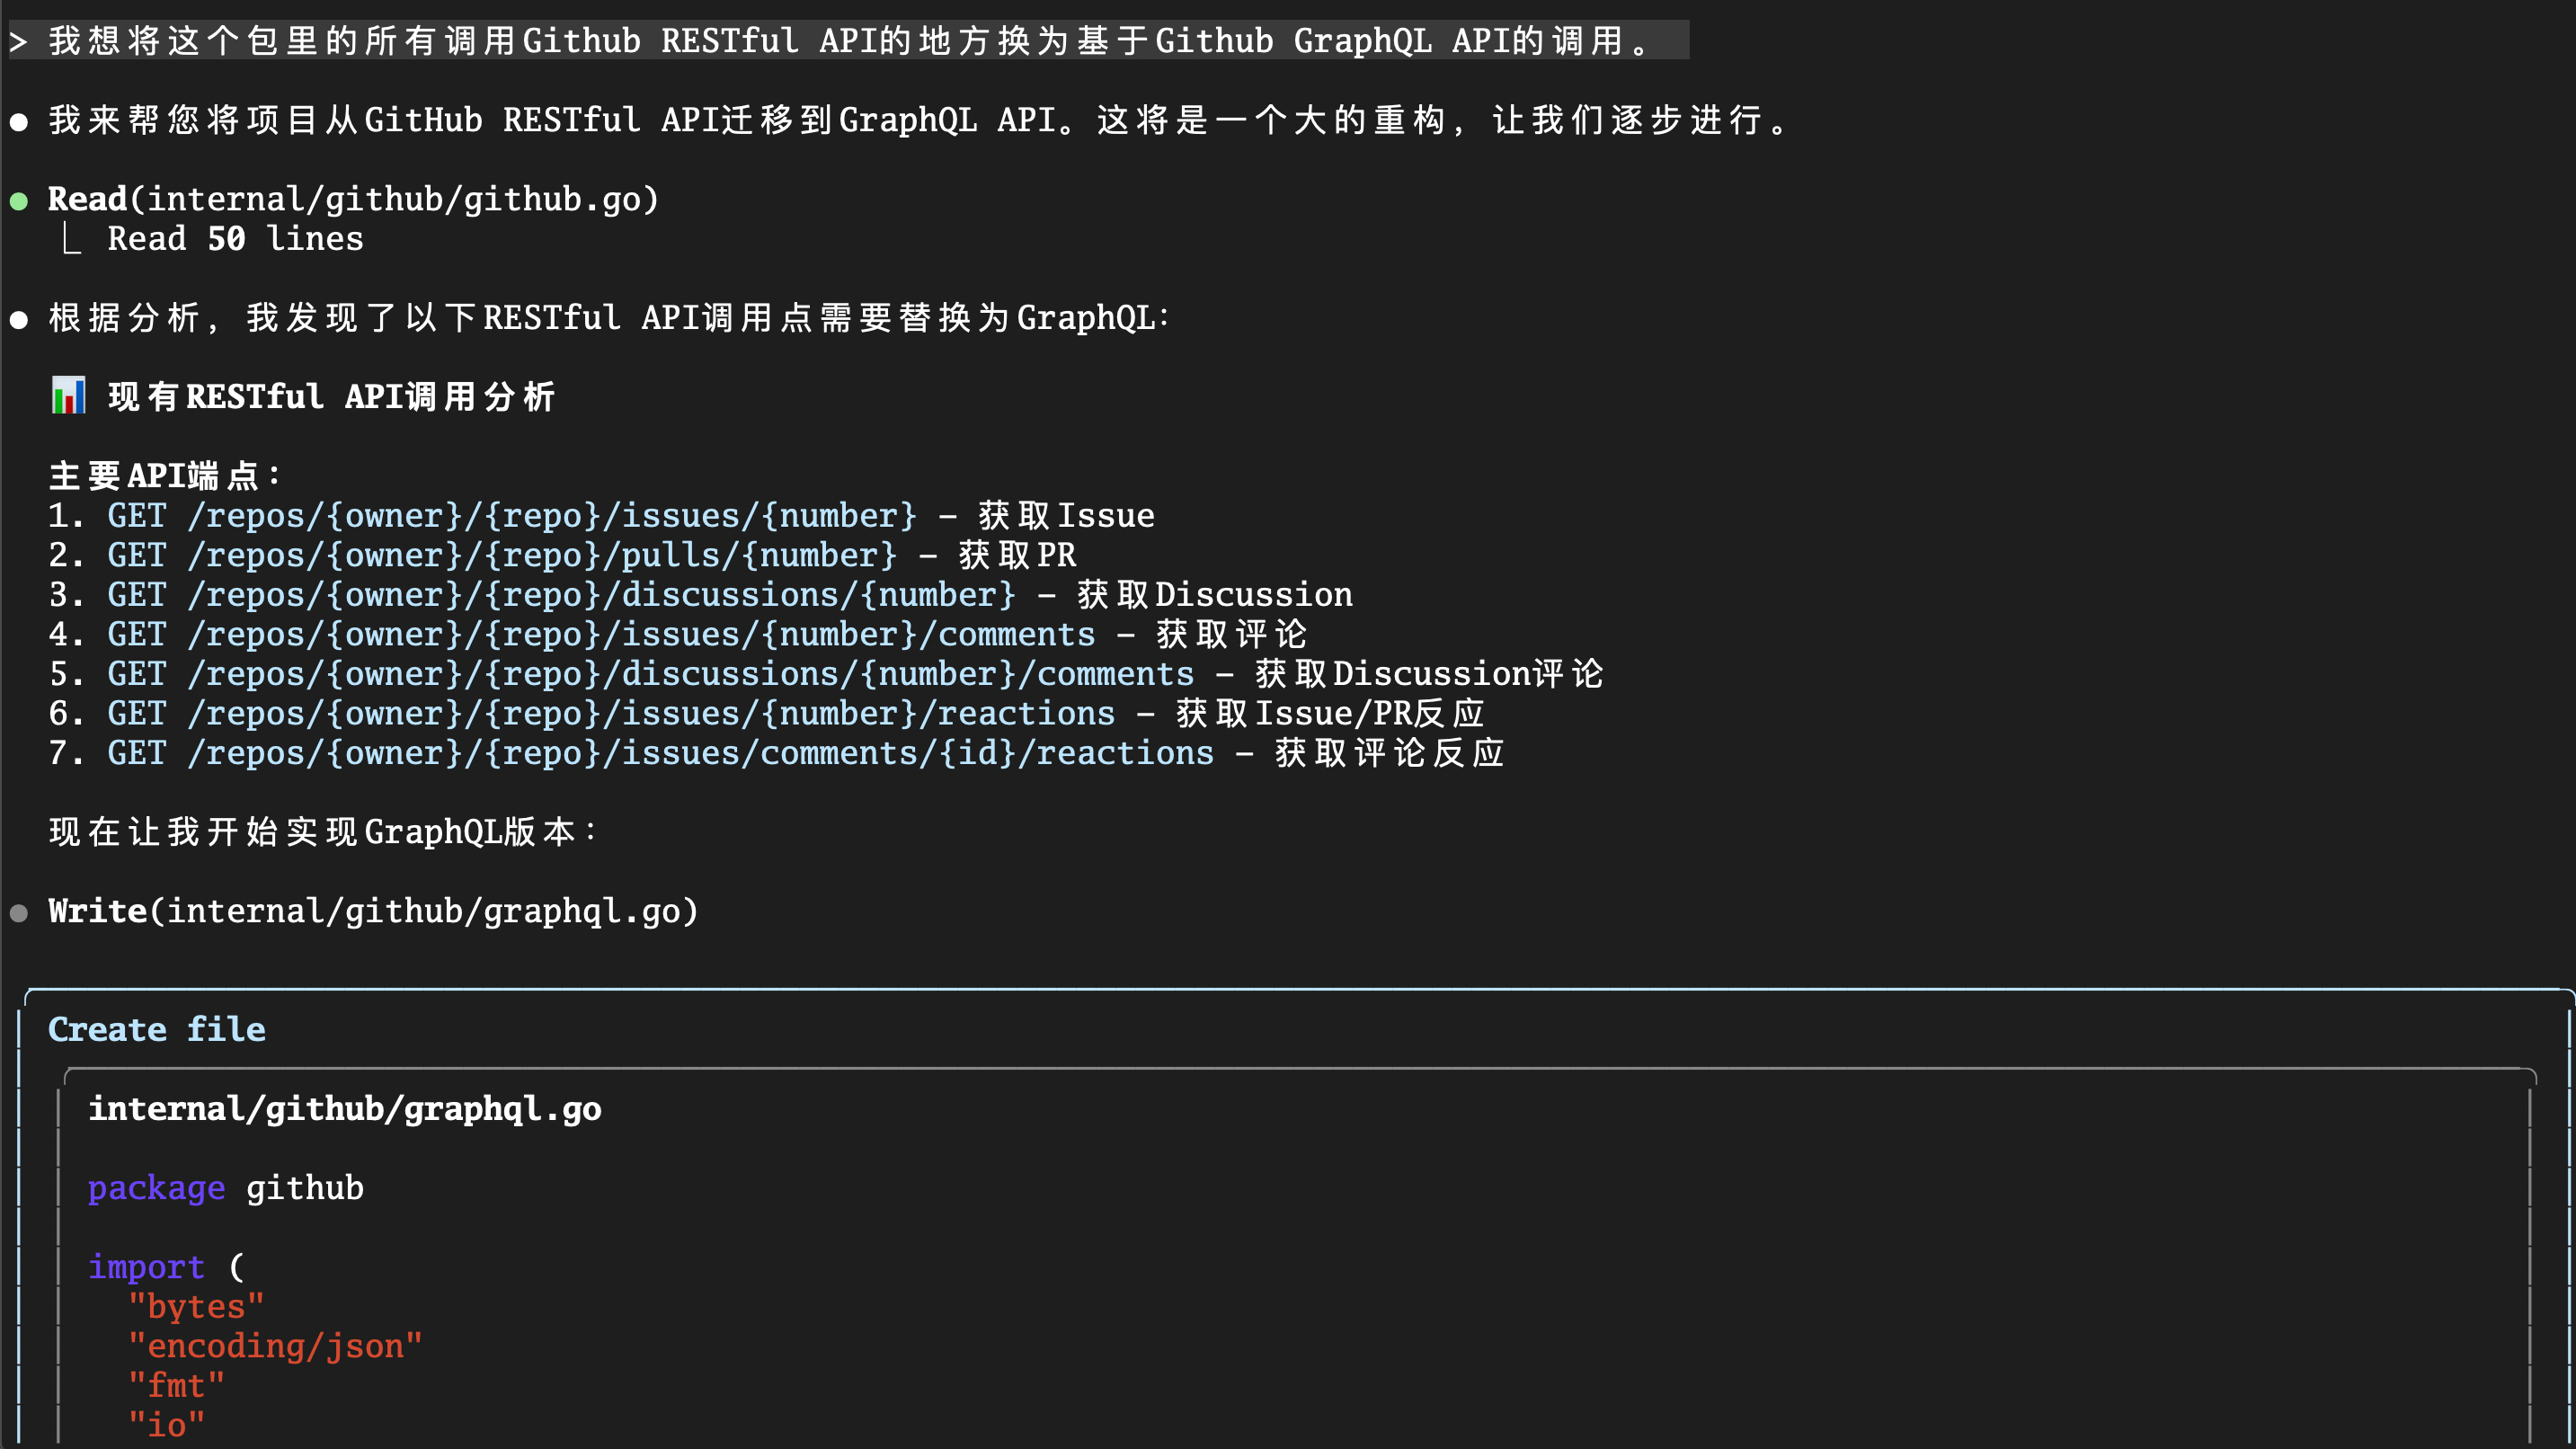 > 我想将这个包里的所有调用Github RESTful API的地方换为基于Github GraphQL API的调用。
● 我来帮您将项目从GitHub RESTful API迁移到GraphQL API。这将是一个大的重构，让我们逐步进行。
● Read(internal/github/github.go)
⎿ Read 50 lines
● 根据分析，我发现了以下RESTful API调用点需要替换为GraphQL：
📊 现有RESTful API调用分析
主要API端点：
1. GET /repos/{owner}/{repo}/issues/{number} - 获取Issue
2. GET /repos/{owner}/{repo}/pulls/{number} - 获取PR
3. GET /repos/{owner}/{repo}/discussions/{number} - 获取Discussion
4. GET /repos/{owner}/{repo}/issues/{number}/comments - 获取评论
5. GET /repos/{owner}/{repo}/discussions/{number}/comments - 获取Discussion评论
6. GET /repos/{owner}/{repo}/issues/{number}/reactions - 获取Issue/PR反应
7. GET /repos/{owner}/{repo}/issues/comments/{id}/reactions - 获取评论反应
现在让我开始实现GraphQL版本：
● Write(internal/github/graphql.go)
Create file
internal/github/graphql.go
package github
import (
"bytes"
"encoding/json"
"fmt"
"io"